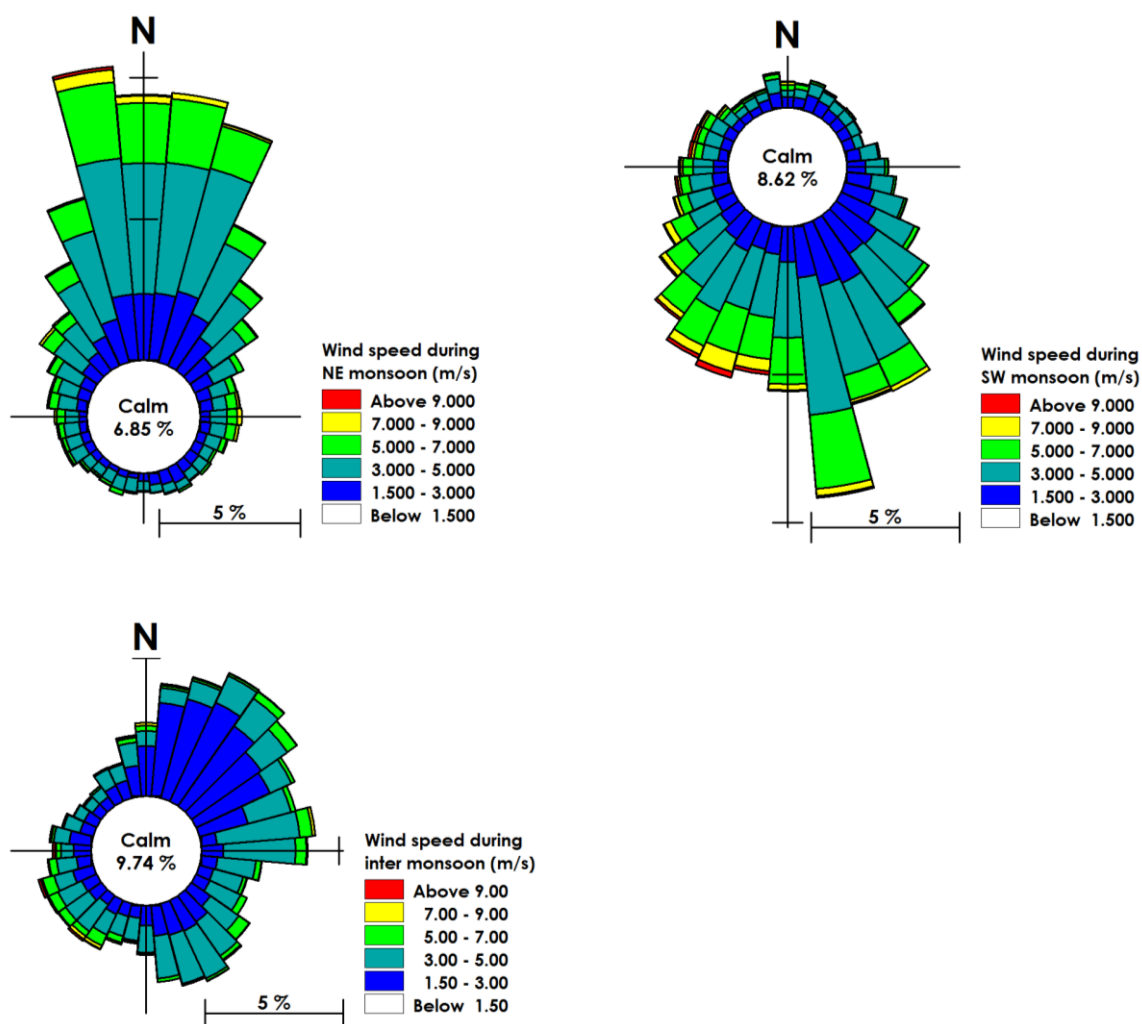 N
Calm
6.85 %
Wind speed during
NE monsoon (m/s)
Above 9.000
7.000 - 9.000
5.000 - 7.000
3.000 - 5.000
1.500 - 3.000
Below 1.500
5 %
N
Calm
8.62 %
Wind speed during
SW monsoon (m/s)
Above 9.000
7.000 - 9.000
5.000 - 7.000
3.000 - 5.000
1.500 - 3.000
Below 1.500
5 %
N
Calm
9.74 %
Wind speed during
inter monsoon (m/s)
Above 9.00
7.00 - 9.00
5.00 - 7.00
3.00 - 5.00
1.50 - 3.00
Below 1.50
5 %